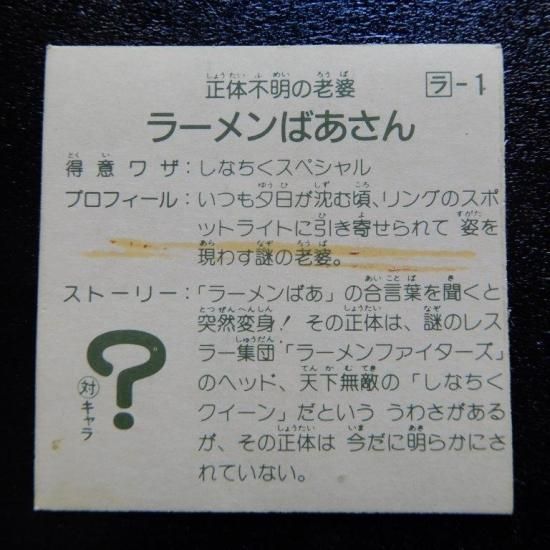 正体不明の老婆
ラ-1
ラーメンばあさん
得意ワザ：しなちくスペシャル
プロフィール：いつも夕日が沈む頃、リングのスポ
ットライトに引き寄せられて 姿を
現わす謎の老婆。
ストーリー：「ラーメンばあ」の合言葉を聞くと
突然変身！ その正体は、謎のレス
ラー集団「ラーメンファイターズ」
のヘッド、天下無敵の「しなちく
クイーン」だという うわさがある
が、その正体は 今だに明らかにさ
れていない。
?
対キャラ